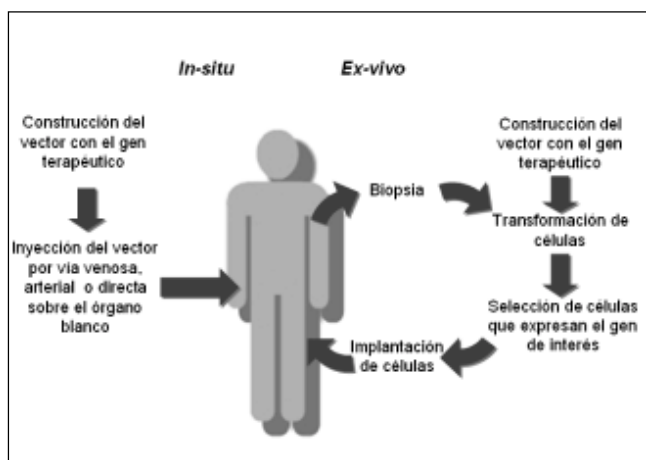 In-situ
Ex-vivo
Construcción del
vector con el gen
terapéutico
Inyección del vector
por vía venosa,
arterial o directa
sobre el órgano
blanco
Biopsia
Construcción del
vector con el gen
terapéutico
Transformación de
células
Selección de células
que expresan el gen
de interés
Implantación
de células